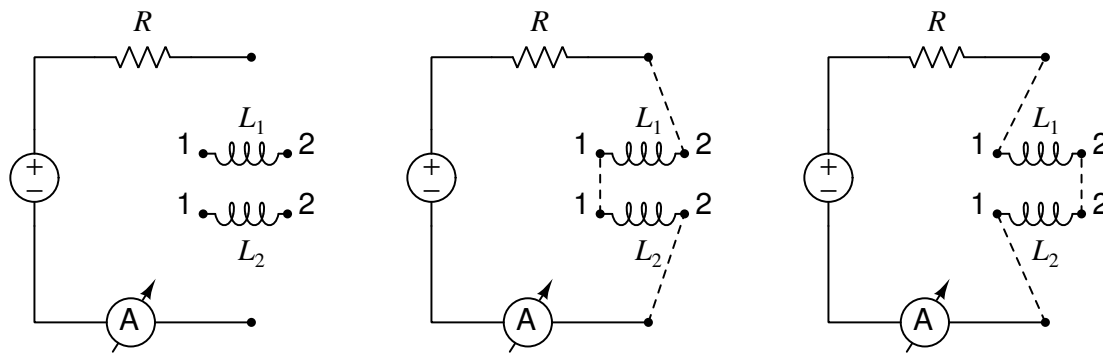 R R R
L1 L1 L1
1 2 1 2 1 2
+ + +
− − −
1 2 1 2 1 2
L2 L2 L2
A A A